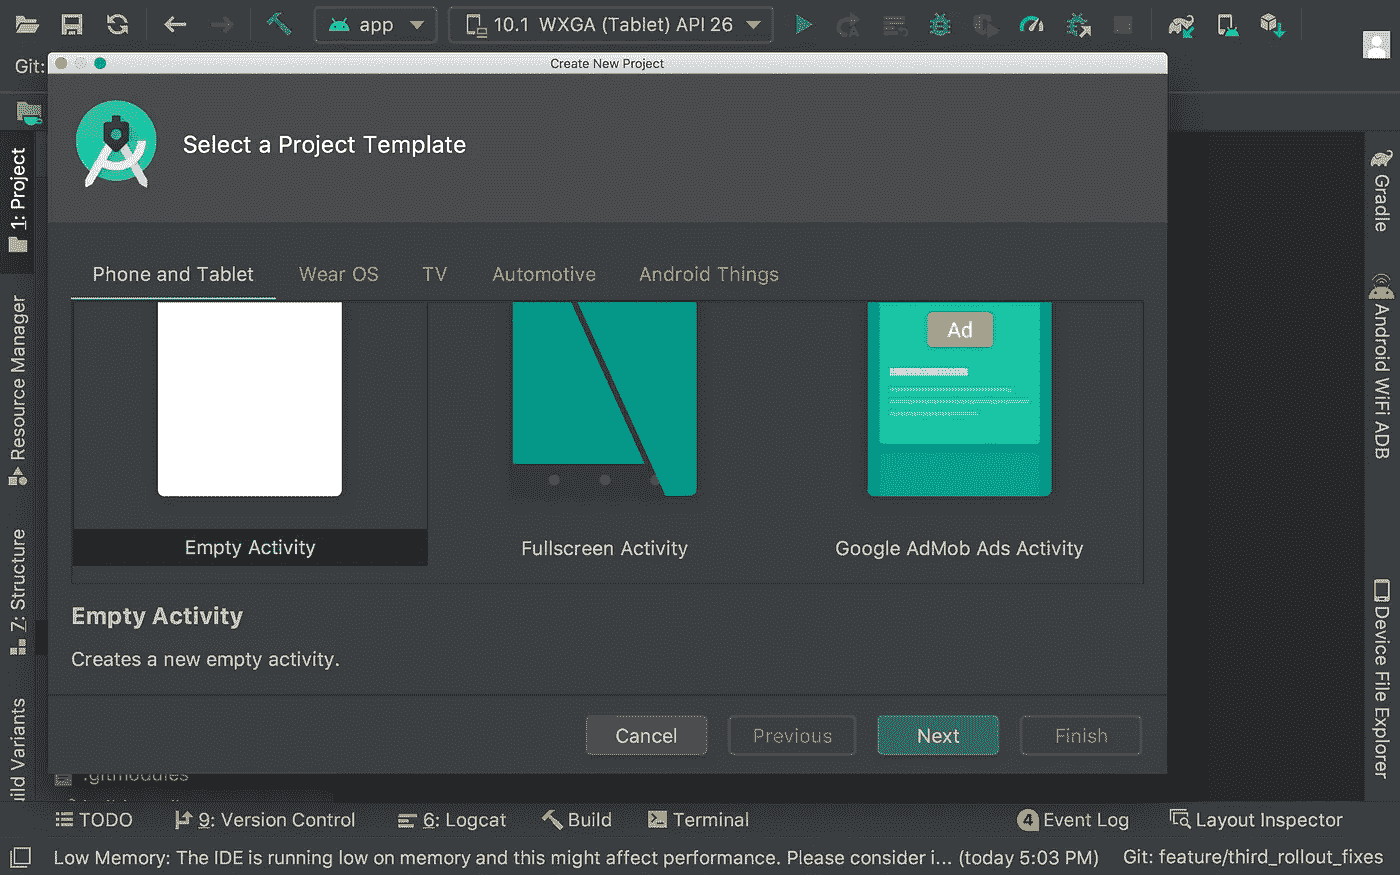 app
10.1 WXGA (Tablet) API 26
Git:
Create New Project
Select a Project Template
1: Project
Resource Manager
7: Structure
Phone and Tablet
Wear OS
TV
Automotive
Android Things
Ad
Empty Activity
Fullscreen Activity
Google AdMob Ads Activity
Empty Activity
Creates a new empty activity.
Cancel
Previous
Next
Finish
Gradle
Android WiFi ADB
Device File Explorer
.gitmodules
TODO
9: Version Control
6: Logcat
Build
Terminal
4 Event Log
Layout Inspector
Low Memory: The IDE is running low on memory and this might affect performance. Please consider i... (today 5:03 PM)
Git: feature/third_rollout_fixes